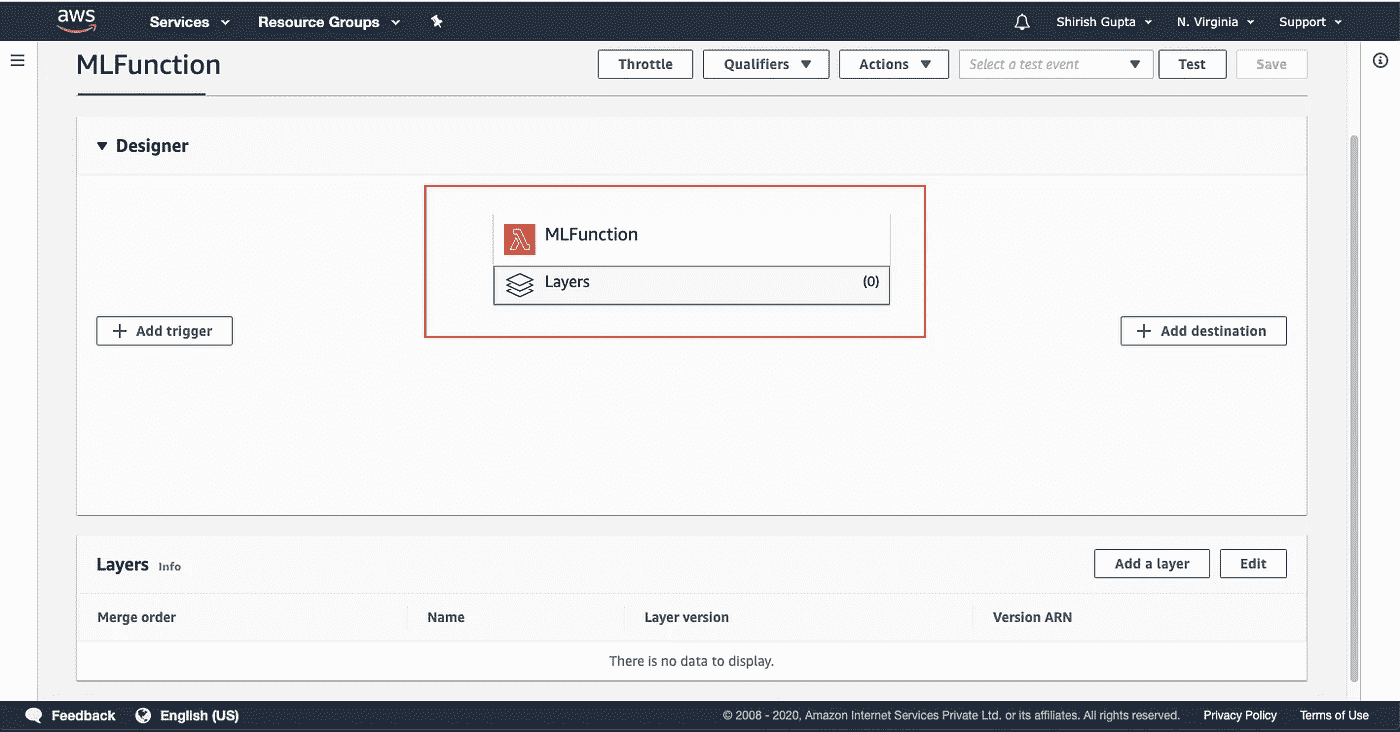 aws Services Resource Groups Shirish Gupta N. Virginia Support
MLFunction Throttle Qualifiers Actions Select a test event Test Save
Designer
MLFunction
Layers (0)
Add trigger Add destination
Layers Info Add a layer Edit
Merge order Name Layer version Version ARN
There is no data to display.
Feedback English (US) © 2008 - 2020, Amazon Internet Services Private Ltd. or its affiliates. All rights reserved. Privacy Policy Terms of Use